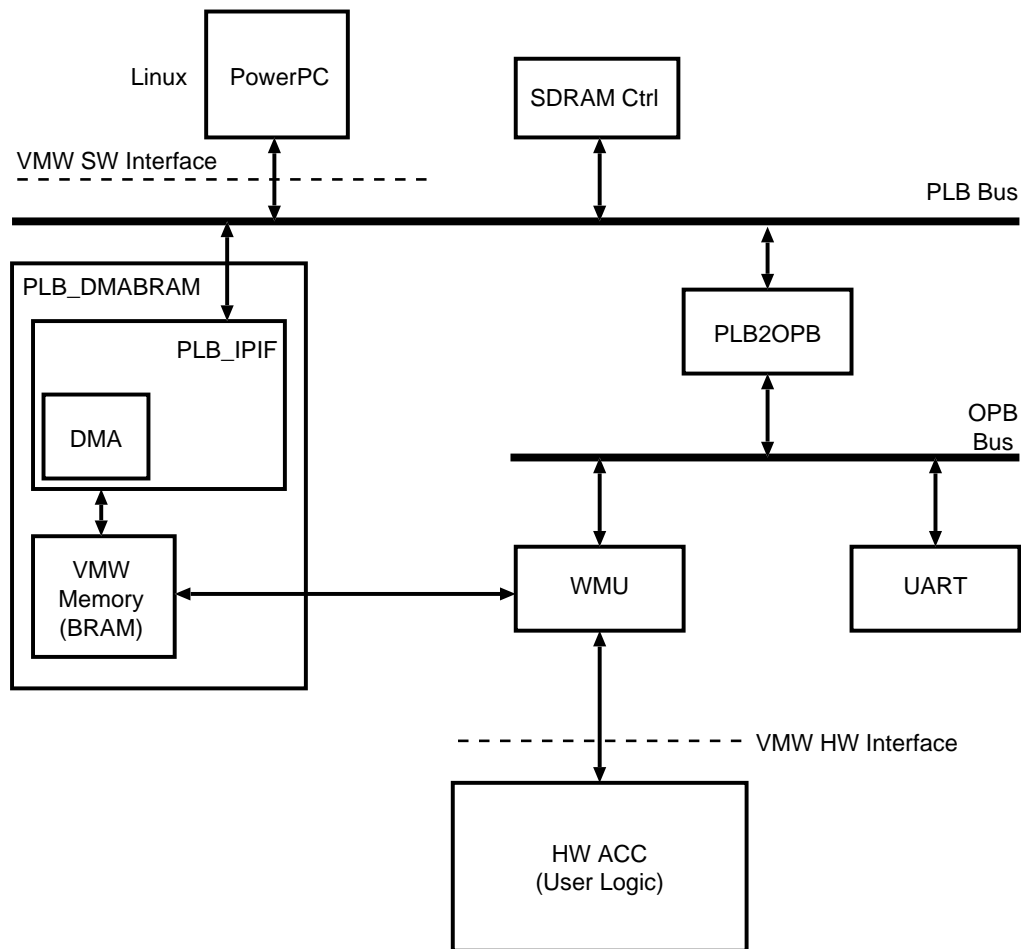 Linux
PowerPC
SDRAM Ctrl
VMW SW Interface
PLB Bus
PLB_DMABRAM
PLB_IPIF
PLB2OPB
DMA
OPB
Bus
VMW
Memory
(BRAM)
WMU
UART
VMW HW Interface
HW ACC
(User Logic)